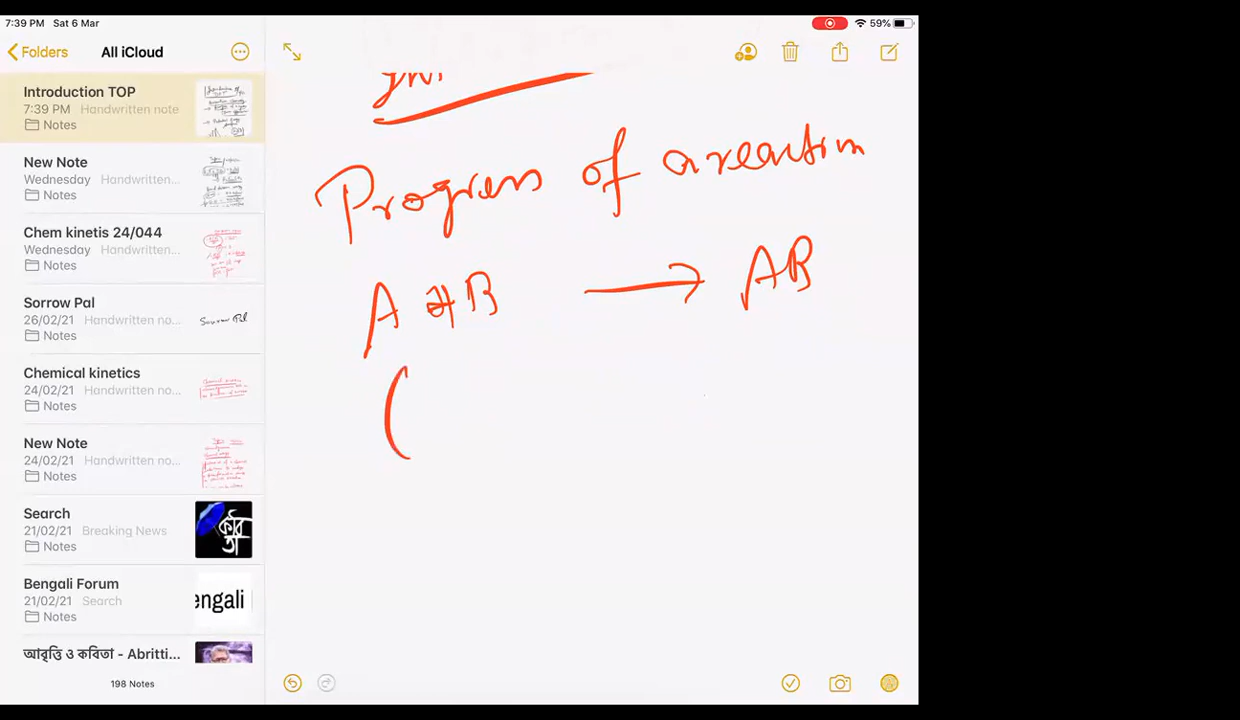 7:39 PM Sat 6 Mar
59%
Folders
All iCloud
Introduction TOP
7:39 PM Handwritten note
Notes
New Note
Wednesday Handwritten...
Notes
Chem kinetis 24/044
Wednesday Handwritten...
Notes
Sorrow Pal
26/02/21 Handwritten no...
Notes
Chemical kinetics
24/02/21 Handwritten no...
Notes
New Note
24/02/21 Handwritten no...
Notes
Search
21/02/21 Breaking News
Notes
কবি
তা
Bengali Forum
21/02/21 Search
Notes
engali
আবৃত্তি ও কবিতা - Abritti...
198 Notes
Progress of a reaction
A + B → AB
(